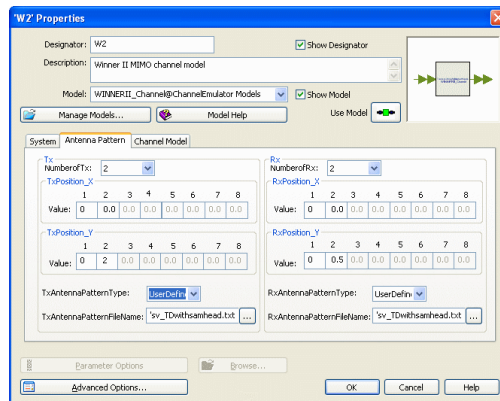 'W2' Properties
Designator: W2
Show Designator
Description: Winner II MIMO channel model
Model: WINNERII_Channel@ChannelEmulator Models
Show Model
Manage Models...
Model Help
Use Model
System
Antenna Pattern
Channel Model
Tx
NumberofTx: 2
TxPosition_X
1 2 3 4 5 6 7 8
Value: 0 0.0 0.0 0.0 0.0 0.0 0.0 0.0
TxPosition_Y
1 2 3 4 5 6 7 8
Value: 0 2 0.0 0.0 0.0 0.0 0.0 0.0
TxAntennaPatternType: UserDefin
TxAntennaPatternFileName: 'sv_TDwithsamhead.txt ...
Rx
NumberofRx: 2
RxPosition_X
1 2 3 4 5 6 7 8
Value: 0 0.0 0.0 0.0 0.0 0.0 0.0 0.0
RxPosition_Y
1 2 3 4 5 6 7 8
Value: 0 0.5 0.0 0.0 0.0 0.0 0.0 0.0
RxAntennaPatternType: UserDefin
RxAntennaPatternFileName: 'sv_TDwithsamhead.txt ...
Parameter Options
Browse...
Advanced Options...
OK
Cancel
Help